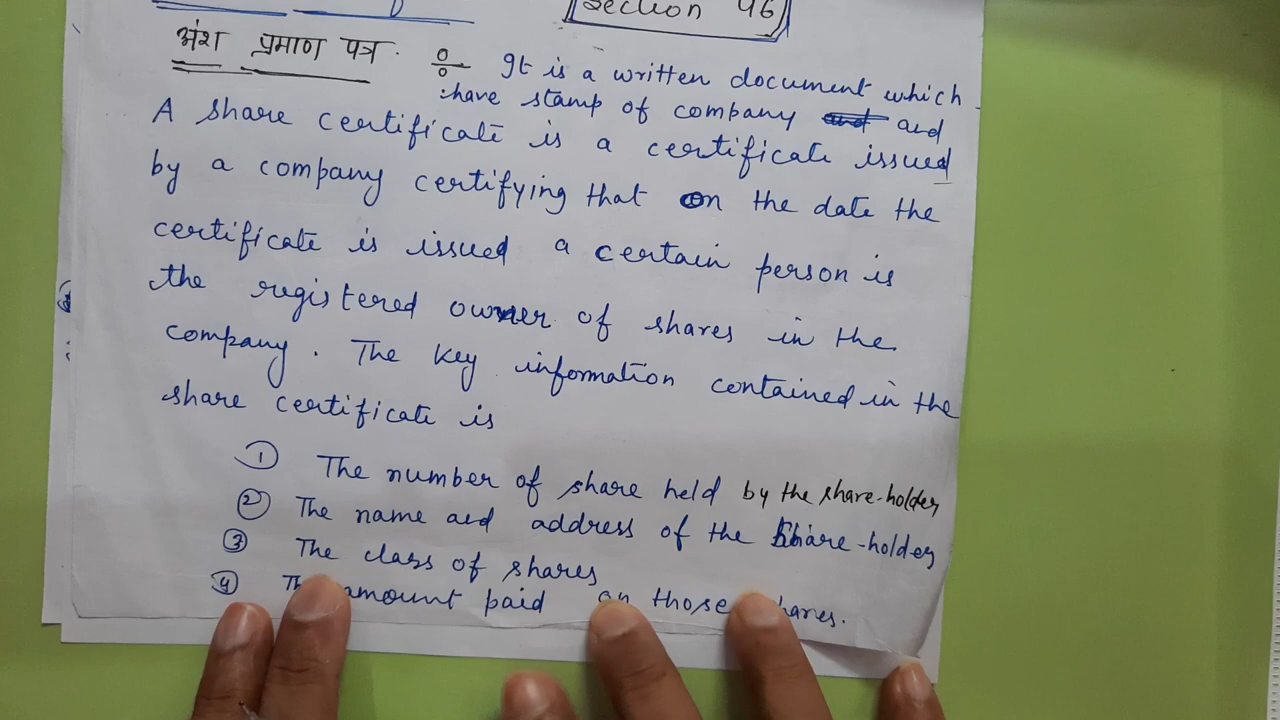 Section 46
अंश प्रमाण पत्र. ÷ It is a written document which
have stamp of company and
A share certificate is a certificate issued
by a company certifying that on the date the
certificate is issued a certain person is
the registered owner of shares in the
company. The key information contained in the
share certificate is
① The number of share held by the share-holder
② The name and address of the share-holder
③ The class of shares
④ The amount paid on those shares.